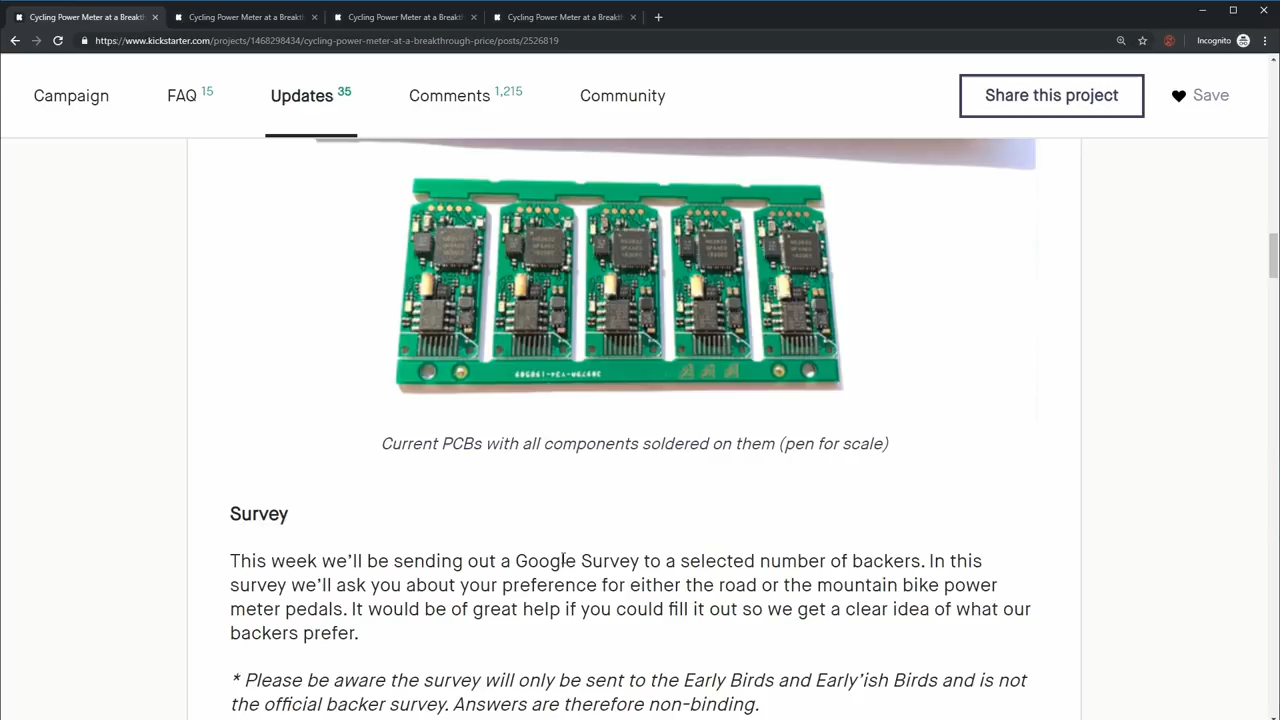 Cycling Power Meter at a Breakt
Cycling Power Meter at a Breakt
Cycling Power Meter at a Breakt
Cycling Power Meter at a Breakt
https://www.kickstarter.com/projects/1468298434/cycling-power-meter-at-a-breakthrough-price/posts/2526819
Incognito
Campaign
FAQ 15
Updates 35
Comments 1,215
Community
Share this project
Save
Current PCBs with all components soldered on them (pen for scale)
Survey
This week we'll be sending out a Google Survey to a selected number of backers. In this
survey we'll ask you about your preference for either the road or the mountain bike power
meter pedals. It would be of great help if you could fill it out so we get a clear idea of what our
backers prefer.
* Please be aware the survey will only be sent to the Early Birds and Early'ish Birds and is not
the official backer survey. Answers are therefore non-binding.